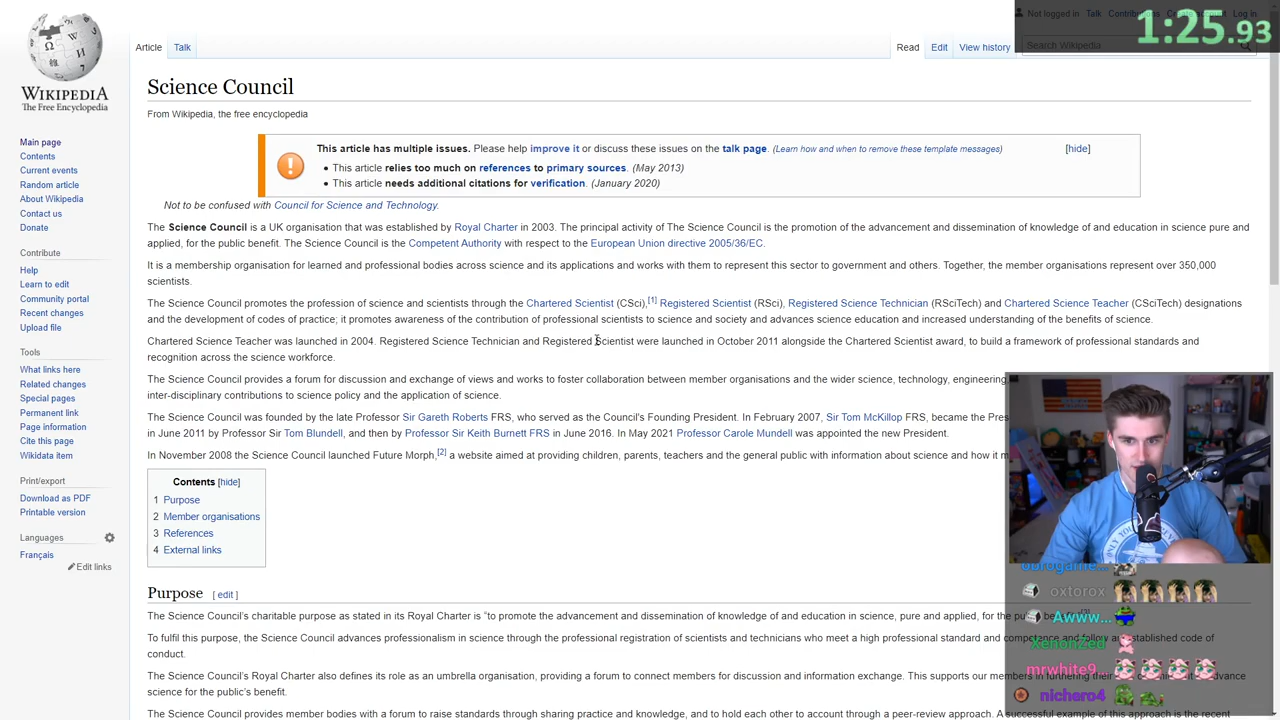 Not logged in Talk Contributions Create account Log in
1:25.93
WIKIPEDIA
The Free Encyclopedia
Article Talk
Read Edit View history Search Wikipedia
Main page
Contents
Current events
Random article
About Wikipedia
Contact us
Donate
Contribute
Help
Learn to edit
Community portal
Recent changes
Upload file
Tools
What links here
Related changes
Special pages
Permanent link
Page information
Cite this page
Wikidata item
Print/export
Download as PDF
Printable version
Languages
Français
Edit links
Science Council
From Wikipedia, the free encyclopedia
This article has multiple issues. Please help improve it or discuss these issues on the talk page. (Learn how and when to remove these template messages) [hide]
• This article relies too much on references to primary sources. (May 2013)
• This article needs additional citations for verification. (January 2020)
Not to be confused with Council for Science and Technology.
The Science Council is a UK organisation that was established by Royal Charter in 2003. The principal activity of The Science Council is the promotion of the advancement and dissemination of knowledge of and education in science pure and
applied, for the public benefit. The Science Council is the Competent Authority with respect to the European Union directive 2005/36/EC.
It is a membership organisation for learned and professional bodies across science and its applications and works with them to represent this sector to government and others. Together, the member organisations represent over 350,000
scientists.
The Science Council promotes the profession of science and scientists through the Chartered Scientist (CSci),[1] Registered Scientist (RSci), Registered Science Technician (RSciTech) and Chartered Science Teacher (CSciTech) designations
and the development of codes of practice; it promotes awareness of the contribution of professional scientists to science and society and advances science education and increased understanding of the benefits of science.
Chartered Science Teacher was launched in 2004. Registered Science Technician and Registered Scientist were launched in October 2011 alongside the Chartered Scientist award, to build a framework of professional standards and
recognition across the science workforce.
The Science Council provides a forum for discussion and exchange of views and works to foster collaboration between member organisations and the wider science, technology, engineering,
inter-disciplinary contributions to science policy and the application of science.
The Science Council was founded by the late Professor Sir Gareth Roberts FRS, who served as the Council's Founding President. In February 2007, Sir Tom McKillop FRS, became the Pres
in June 2011 by Professor Sir Tom Blundell, and then by Professor Sir Keith Burnett FRS in June 2016. In May 2021 Professor Carole Mundell was appointed the new President.
In November 2008 the Science Council launched Future Morph,[2] a website aimed at providing children, parents, teachers and the general public with information about science and how it m
Contents [hide]
1 Purpose
2 Member organisations
3 References
4 External links
Purpose [ edit ]
The Science Council's charitable purpose as stated in its Royal Charter is "to promote the advancement and dissemination of knowledge of and education in science, pure and applied, for the public
To fulfil this purpose, the Science Council advances professionalism in science through the professional registration of scientists and technicians who meet a high professional standard and competence and follow an established code of
conduct.
The Science Council's Royal Charter also defines its role as an umbrella organisation, providing a forum to connect members for discussion and information exchange. This supports our members in furthering their advance
science for the public's benefit.
The Science Council provides member bodies with a forum to raise standards through sharing practice and knowledge, and to hold each other to account through a peer-review approach. A successful example of this approach is the recent
oxtorox
Awww...
XenonZed
mrwhite9...
nichero4